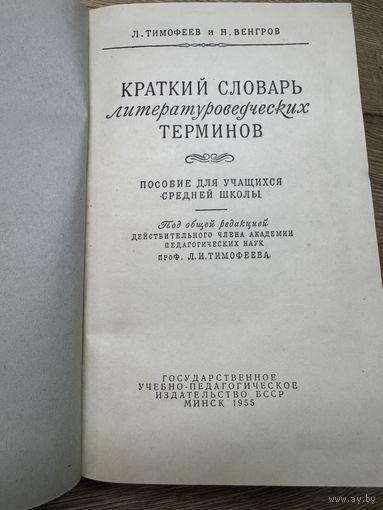 Л. ТИМОФЕЕВ и Н. ВЕНГРОВ
КРАТКИЙ СЛОВАРЬ
литературоведческих
ТЕРМИНОВ
ПОСОБИЕ ДЛЯ УЧАЩИХСЯ
СРЕДНЕЙ ШКОЛЫ
Под общей редакцией
ДЕЙСТВИТЕЛЬНОГО ЧЛЕНА АКАДЕМИИ
ПЕДАГОГИЧЕСКИХ НАУК
ПРОФ. Л.И.ТИМОФЕЕВА
ГОСУДАРСТВЕННОЕ
УЧЕБНО-ПЕДАГОГИЧЕСКОЕ
ИЗДАТЕЛЬСТВО БССР
МИНСК 1955
www.ay.by